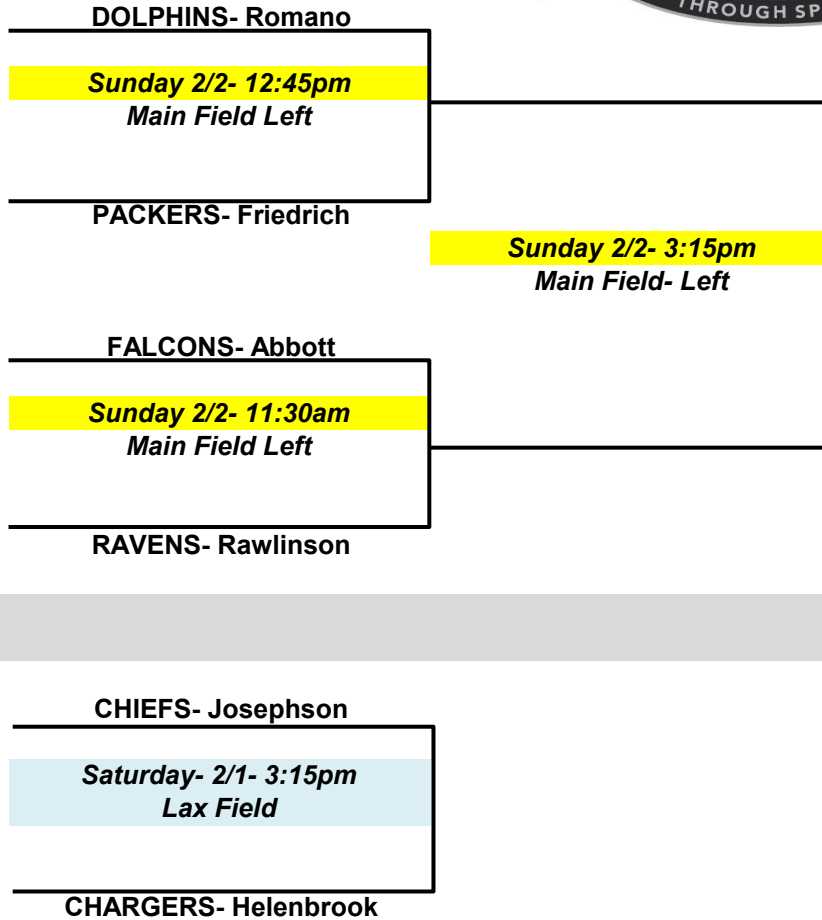 THROUGH
DOLPHINS- Romano
Sunday 2/2- 12:45pm
Main Field Left
PACKERS- Friedrich
Sunday 2/2- 3:15pm
Main Field- Left
FALCONS- Abbott
Sunday 2/2- 11:30am
Main Field Left
RAVENS- Rawlinson
CHIEFS- Josephson
Saturday- 2/1- 3:15pm
Lax Field
CHARGERS- Helenbrook